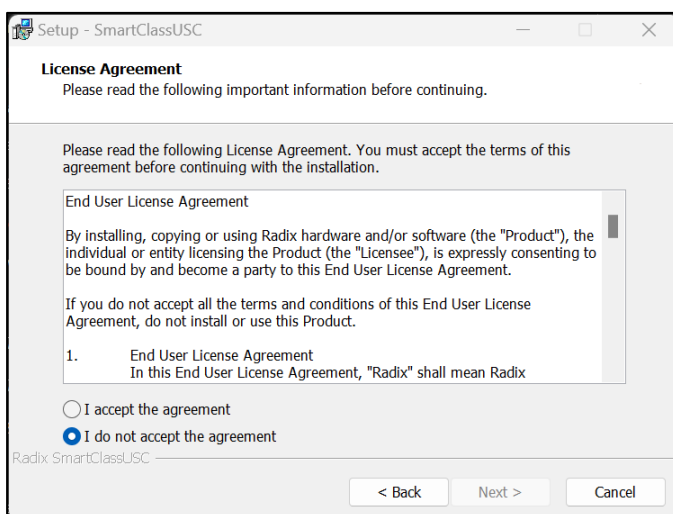 Setup - SmartClassUSC
License Agreement
Please read the following important information before continuing.
Please read the following License Agreement. You must accept the terms of this
agreement before continuing with the installation.
End User License Agreement
By installing, copying or using Radix hardware and/or software (the "Product"), the
individual or entity licensing the Product (the "Licensee"), is expressly consenting to
be bound by and become a party to this End User License Agreement.
If you do not accept all the terms and conditions of this End User License
Agreement, do not install or use this Product.
1. End User License Agreement
In this End User License Agreement, "Radix" shall mean Radix
I accept the agreement
I do not accept the agreement
Radix SmartClassUSC
< Back Next > Cancel